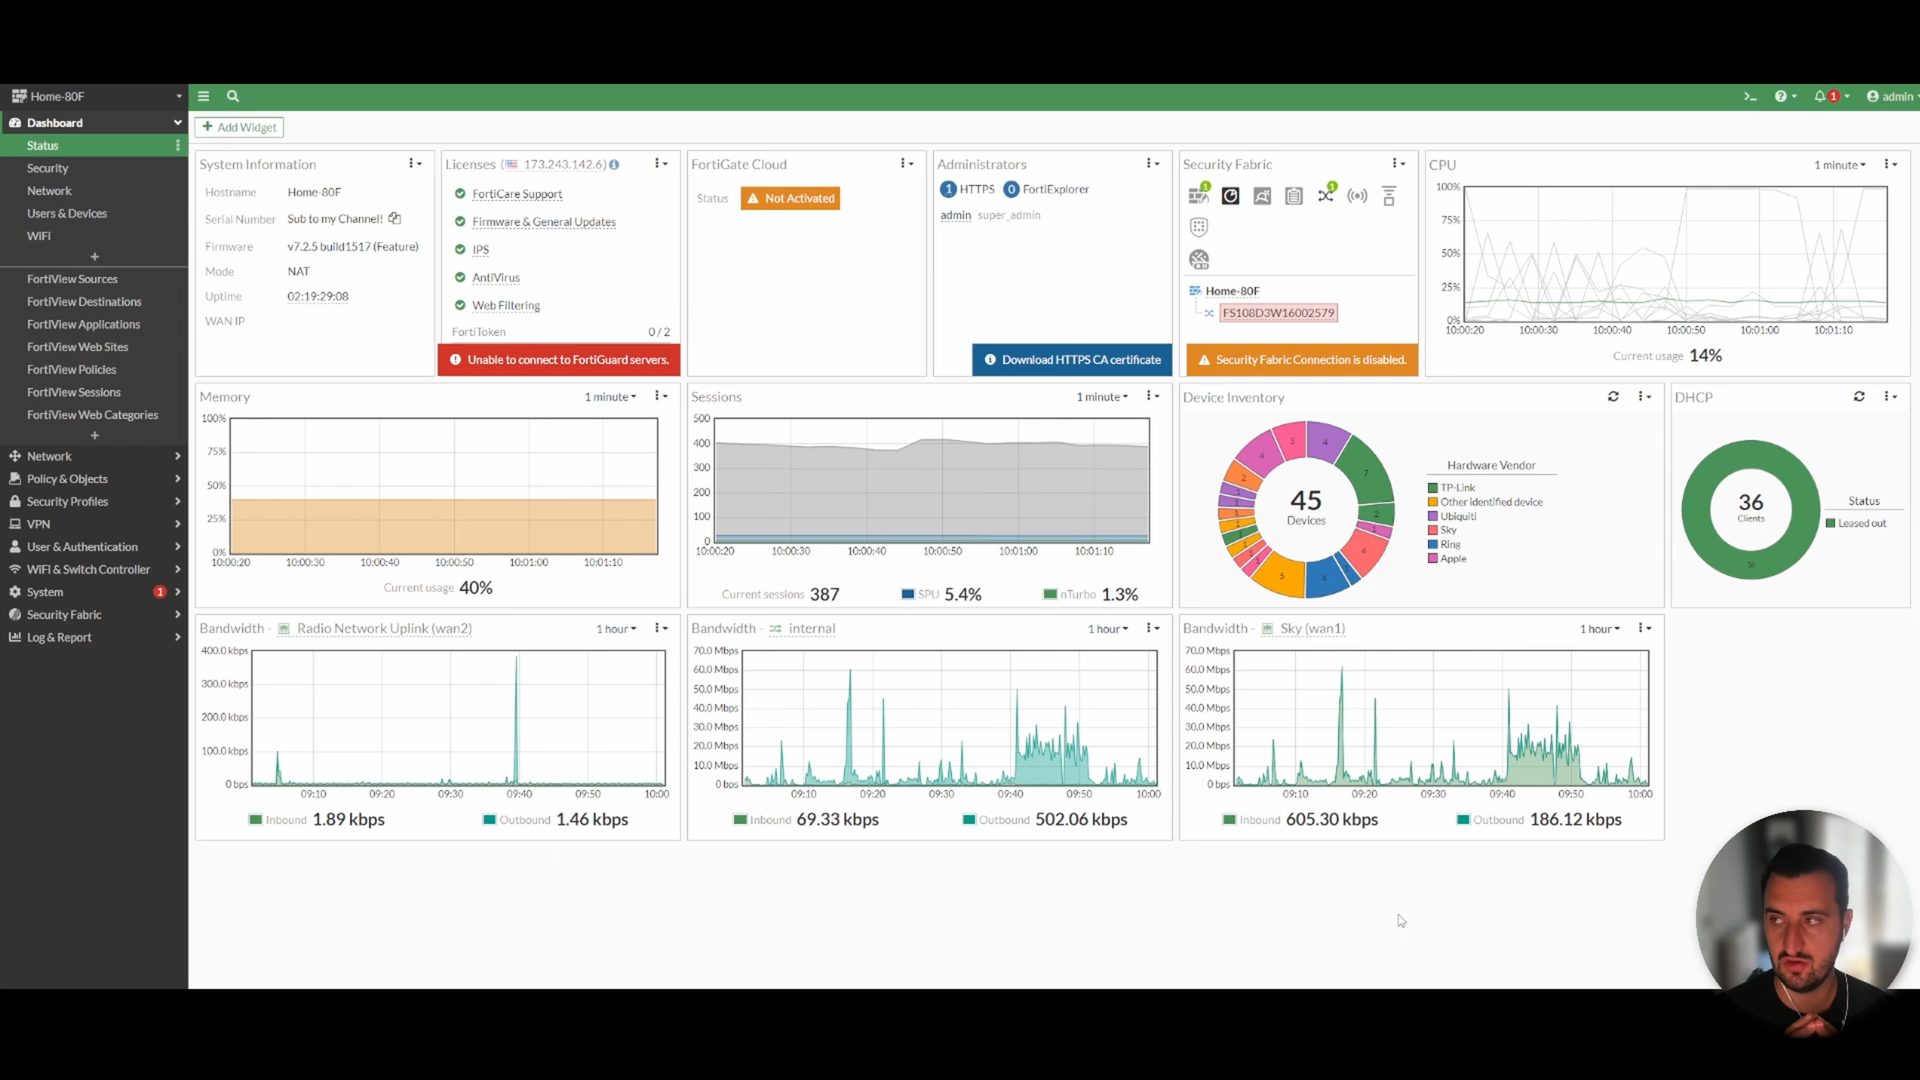 Home-80F
admin
Dashboard
Status
Security
Network
Users & Devices
WiFi
FortiView Sources
FortiView Destinations
FortiView Applications
FortiView Web Sites
FortiView Policies
FortiView Sessions
FortiView Web Categories
Network
Policy & Objects
Security Profiles
VPN
User & Authentication
WiFi & Switch Controller
System 1
Security Fabric
Log & Report
1
Add Widget
System Information
Hostname Home-80F
Serial Number Sub to my Channel!
Firmware v7.2.5 build1517 (Feature)
Mode NAT
Uptime 02:19:29:08
WAN IP
Licenses (173.243.142.6)
FortiCare Support
Firmware & General Updates
IPS
AntiVirus
Web Filtering
FortiToken 0 / 2
Unable to connect to FortiGuard servers.
FortiGate Cloud
Status Not Activated
Administrators
1 HTTPS 0 FortiExplorer
admin super_admin
Download HTTPS CA certificate
Security Fabric
1 1
Home-80F
FS108D3W16002579
Security Fabric Connection is disabled.
CPU 1 minute
100%
75%
50%
25%
0%
10:00:20 10:00:30 10:00:40 10:00:50 10:01:00 10:01:10
Current usage 14%
Memory 1 minute
100%
75%
50%
25%
0%
10:00:20 10:00:30 10:00:40 10:00:50 10:01:00 10:01:10
Current usage 40%
Sessions 1 minute
500
400
300
200
100
0
10:00:20 10:00:30 10:00:40 10:00:50 10:01:00 10:01:10
Current sessions 387 SPU 5.4% nTurbo 1.3%
Device Inventory
45
Devices
Hardware Vendor
TP-Link
Other identified device
Ubiquiti
Sky
Ring
Apple
DHCP
36
Clients
36
Status
Leased out
Bandwidth - Radio Network Uplink (wan2) 1 hour
400.0 kbps
300.0 kbps
200.0 kbps
100.0 kbps
0 bps
09:10 09:20 09:30 09:40 09:50 10:00
Inbound 1.89 kbps Outbound 1.46 kbps
Bandwidth - internal 1 hour
70.0 Mbps
60.0 Mbps
50.0 Mbps
40.0 Mbps
30.0 Mbps
20.0 Mbps
10.0 Mbps
0 bps
09:10 09:20 09:30 09:40 09:50 10:00
Inbound 69.33 kbps Outbound 502.06 kbps
Bandwidth - Sky (wan1) 1 hour
70.0 Mbps
60.0 Mbps
50.0 Mbps
40.0 Mbps
30.0 Mbps
20.0 Mbps
10.0 Mbps
0 bps
09:10 09:20 09:30 09:40 09:50 10:00
Inbound 605.30 kbps Outbound 186.12 kbps